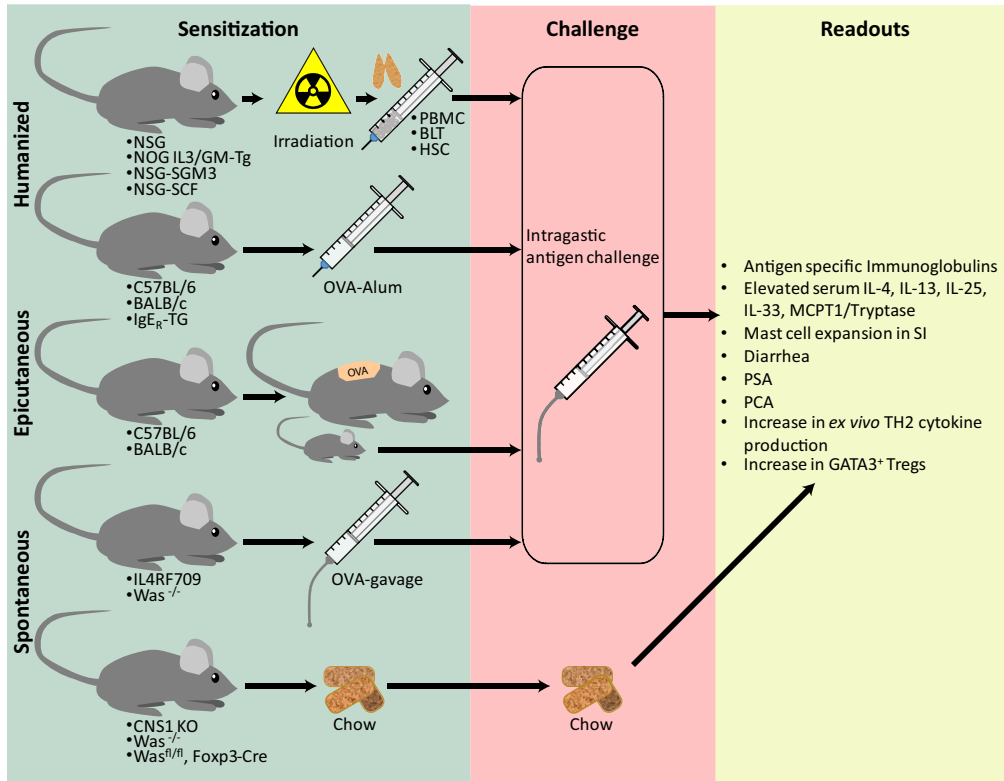 Sensitization
Challenge
Readouts
Humanized
•NSG
•NOG IL3/GM-Tg
•NSG-SGM3
•NSG-SCF
Irradiation
•PBMC
•BLT
•HSC
•C57BL/6
•BALB/c
•IgER-TG
OVA-Alum
Intragastic
antigen challenge
Epicutaneous
•C57BL/6
•BALB/c
OVA
Spontaneous
•IL4RF709
•Was -/-
OVA-gavage
•CNS1 KO
•Was -/-
•Wasfl/fl, Foxp3-Cre
Chow
Chow
• Antigen specific Immunoglobulins
• Elevated serum IL-4, IL-13, IL-25,
IL-33, MCPT1/Tryptase
• Mast cell expansion in SI
• Diarrhea
• PSA
• PCA
• Increase in ex vivo TH2 cytokine
production
• Increase in GATA3+ Tregs